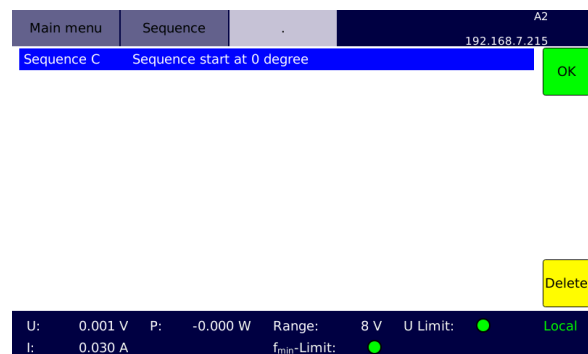 Main menu Sequence . A2
192.168.7.215
Sequence C Sequence start at 0 degree
OK
Delete
U: 0.001 V P: -0.000 W Range: 8 V U Limit: Local
I: 0.030 A fmin-Limit: